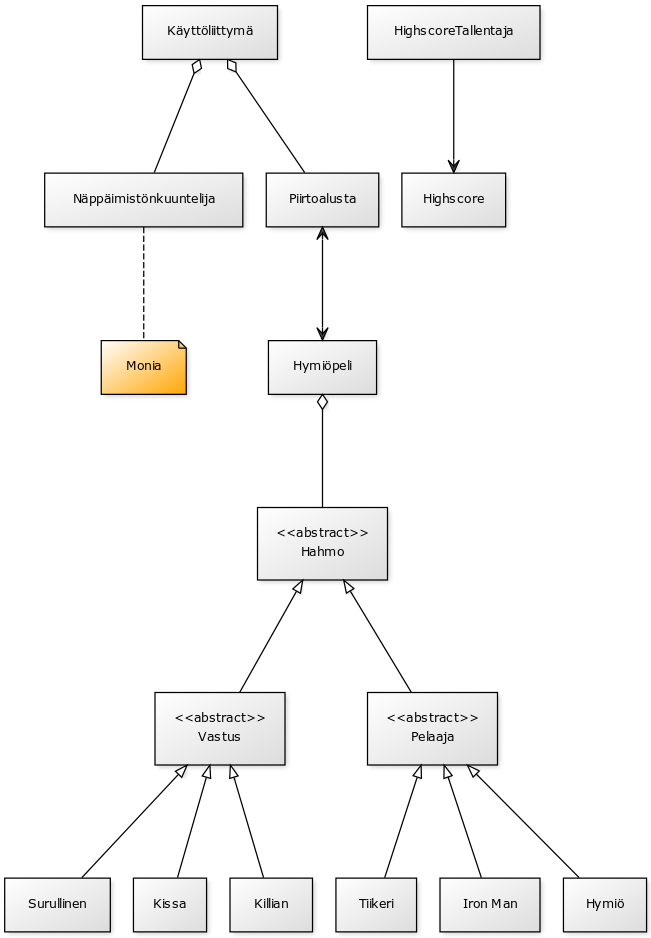 Käyttöliittymä
HighscoreTallentaja
Näppäimistönkuuntelija
Piirtoalusta
Highscore
Monia
Hymiöpeli
<<abstract>>
Hahmo
<<abstract>>
Vastus
<<abstract>>
Pelaaja
Surullinen
Kissa
Killian
Tiikeri
Iron Man
Hymiö